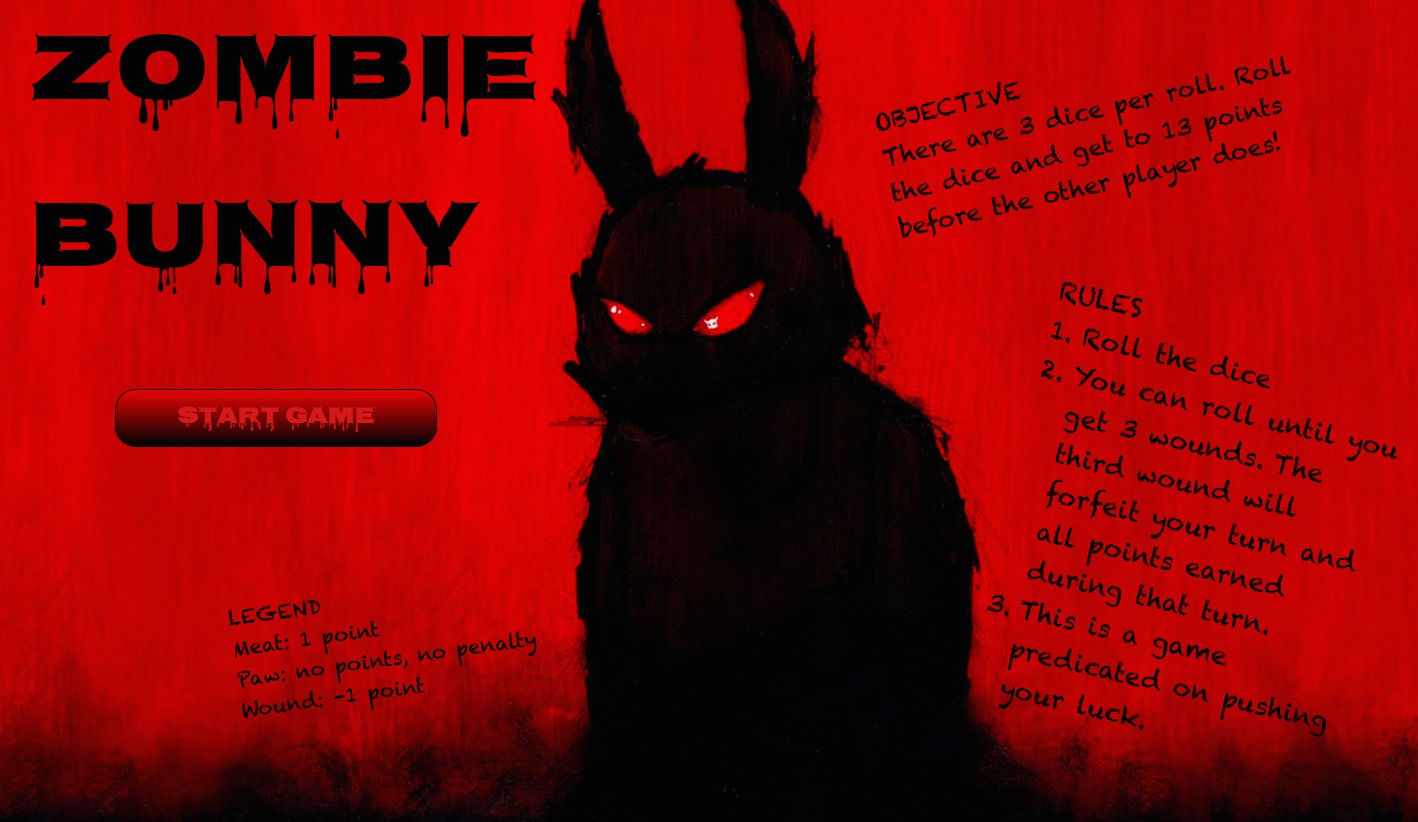 ZOMBIE
BUNNY
START GAME
LEGEND
Meat: 1 point
Paw: no points, no penalty
Wound: -1 point
OBJECTIVE
There are 3 dice per roll. Roll
the dice and get to 13 points
before the other player does!
RULES
1. Roll the dice
2. You can roll until you
get 3 wounds. The
third wound will
forfeit your turn and
all points earned
during that turn.
3. This is a game
predicated on pushing
your luck.